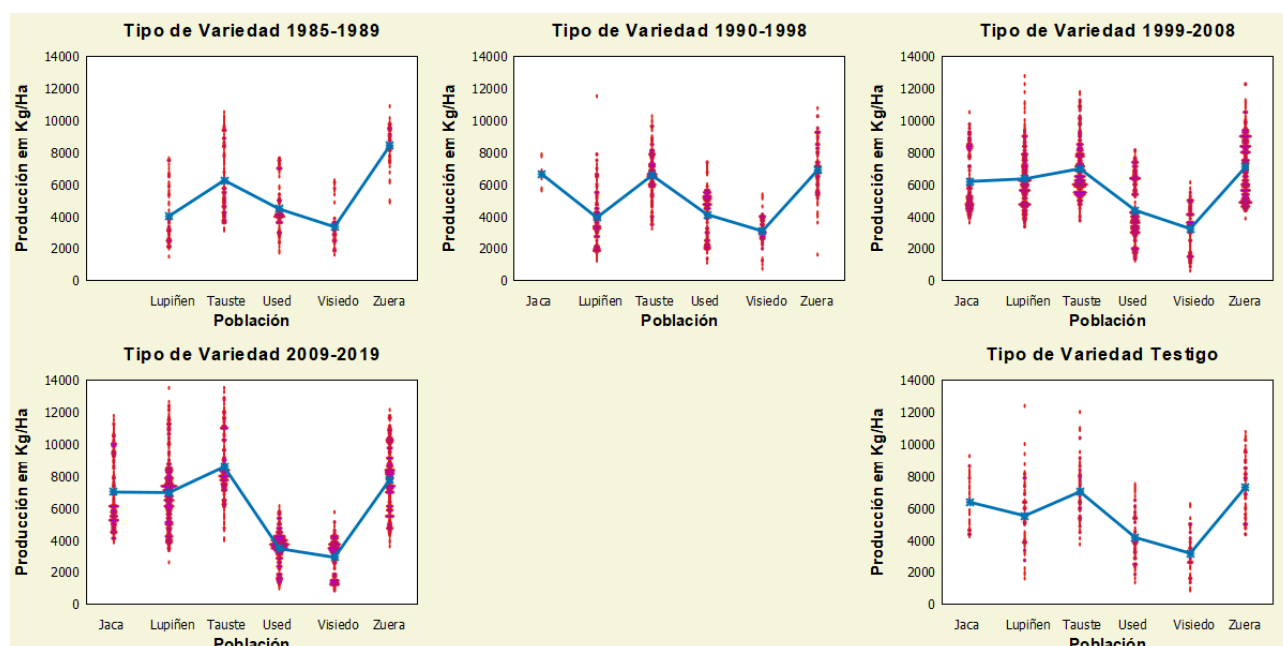 Tipo de Variedad 1985-1989
Producción em Kg/Ha
14000
12000
10000
8000
6000
4000
2000
0
Lupiñen Tauste Used Visiedo Zuera
Población
Tipo de Variedad 1990-1998
Producción em Kg/Ha
14000
12000
10000
8000
6000
4000
2000
0
Jaca Lupiñen Tauste Used Visiedo Zuera
Población
Tipo de Variedad 1999-2008
Producción em Kg/Ha
14000
12000
10000
8000
6000
4000
2000
0
Jaca Lupiñen Tauste Used Visiedo Zuera
Población
Tipo de Variedad 2009-2019
Producción em Kg/Ha
14000
12000
10000
8000
6000
4000
2000
0
Jaca Lupiñen Tauste Used Visiedo Zuera
Población
Tipo de Variedad Testigo
Producción em Kg/Ha
14000
12000
10000
8000
6000
4000
2000
0
Jaca Lupiñen Tauste Used Visiedo Zuera
Población